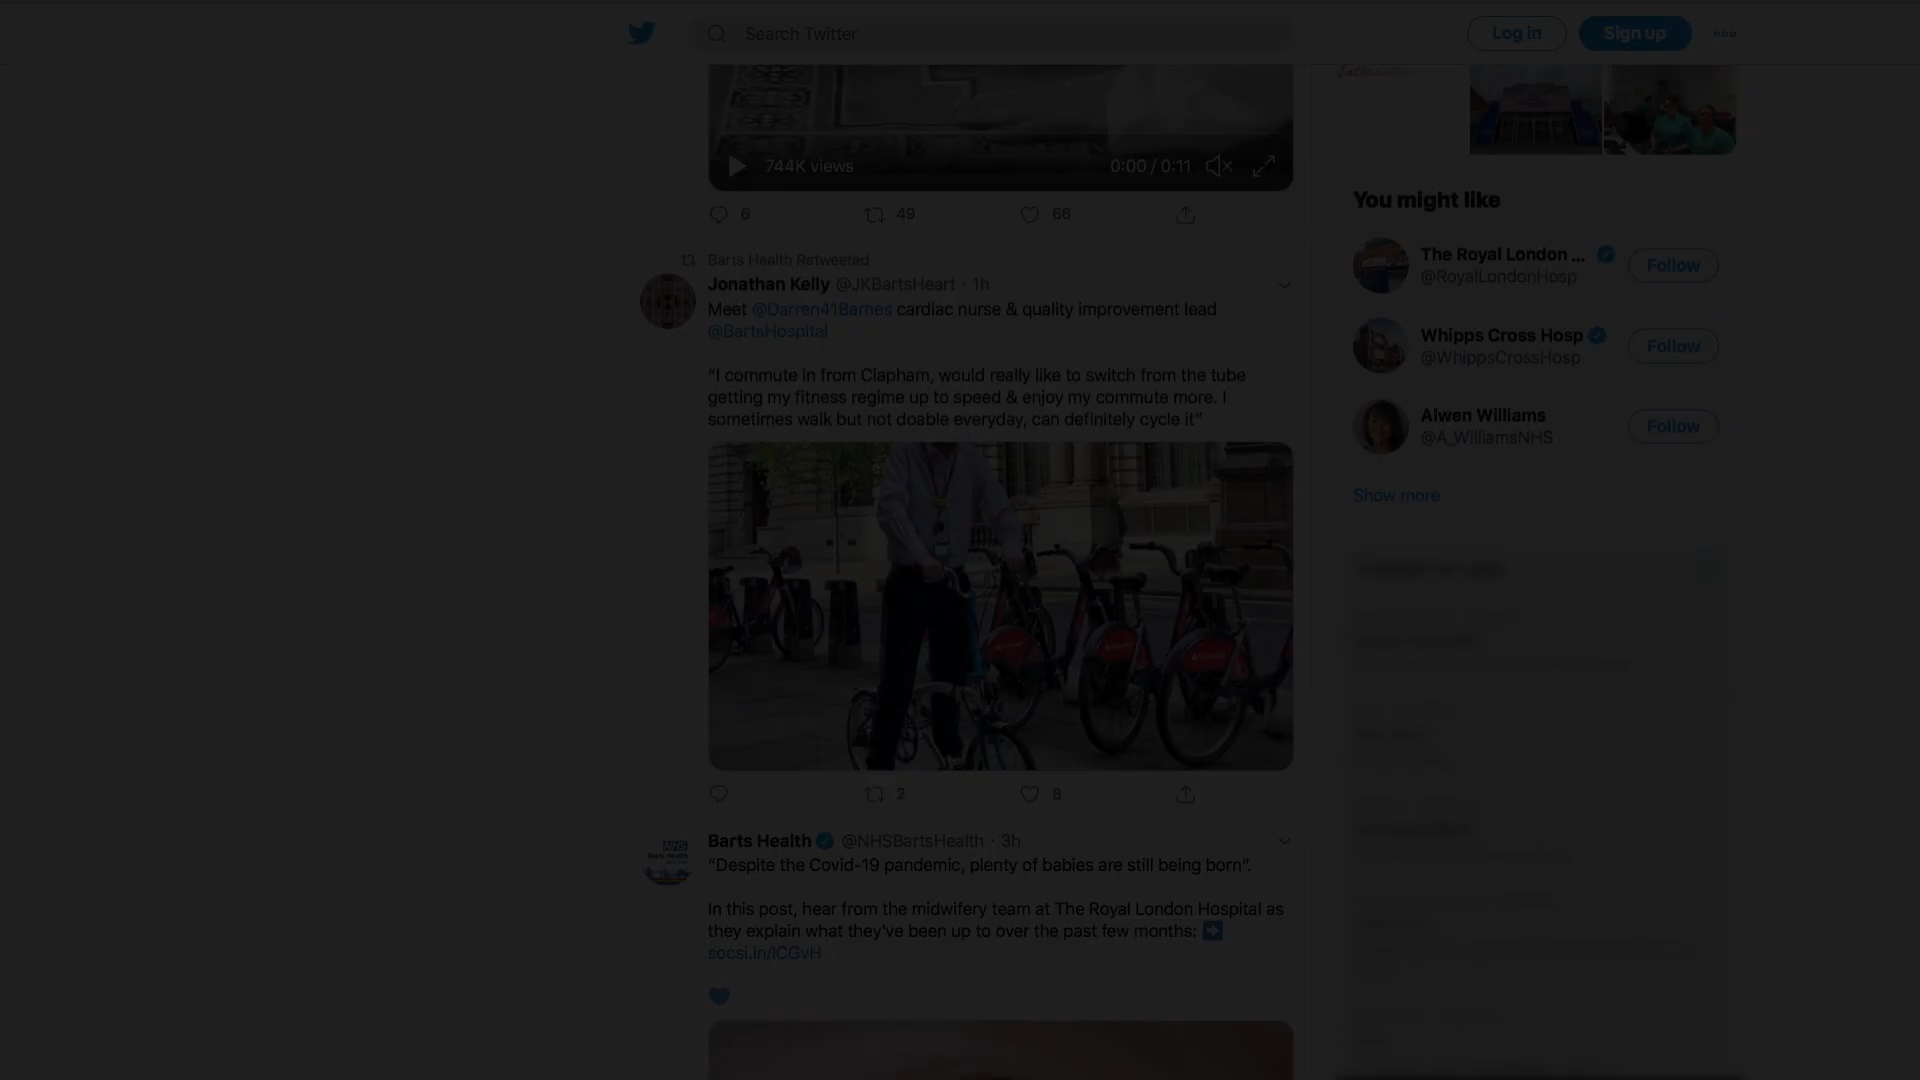 Search Twitter
Log in
Sign up
744K views
0:00 / 0:11
6
49
66
Barts Health Retweeted
Jonathan Kelly @JKBartsHeart · 1h
Meet @Darren41Barnes cardiac nurse & quality improvement lead
@BartsHospital
“I commute in from Clapham, would really like to switch from the tube
getting my fitness regime up to speed & enjoy my commute more. I
sometimes walk but not doable everyday, can definitely cycle it”
2
8
NHS
Barts Health
Barts Health @NHSBartsHealth · 3h
“Despite the Covid-19 pandemic, plenty of babies are still being born”.
In this post, hear from the midwifery team at The Royal London Hospital as
they explain what they've been up to over the past few months:
socsi.in/ICGvH
You might like
The Royal London ...
@RoyalLondonHosp
Follow
Whipps Cross Hosp
@WhippsCrossHosp
Follow
Alwen Williams
@A_WilliamsNHS
Follow
Show more